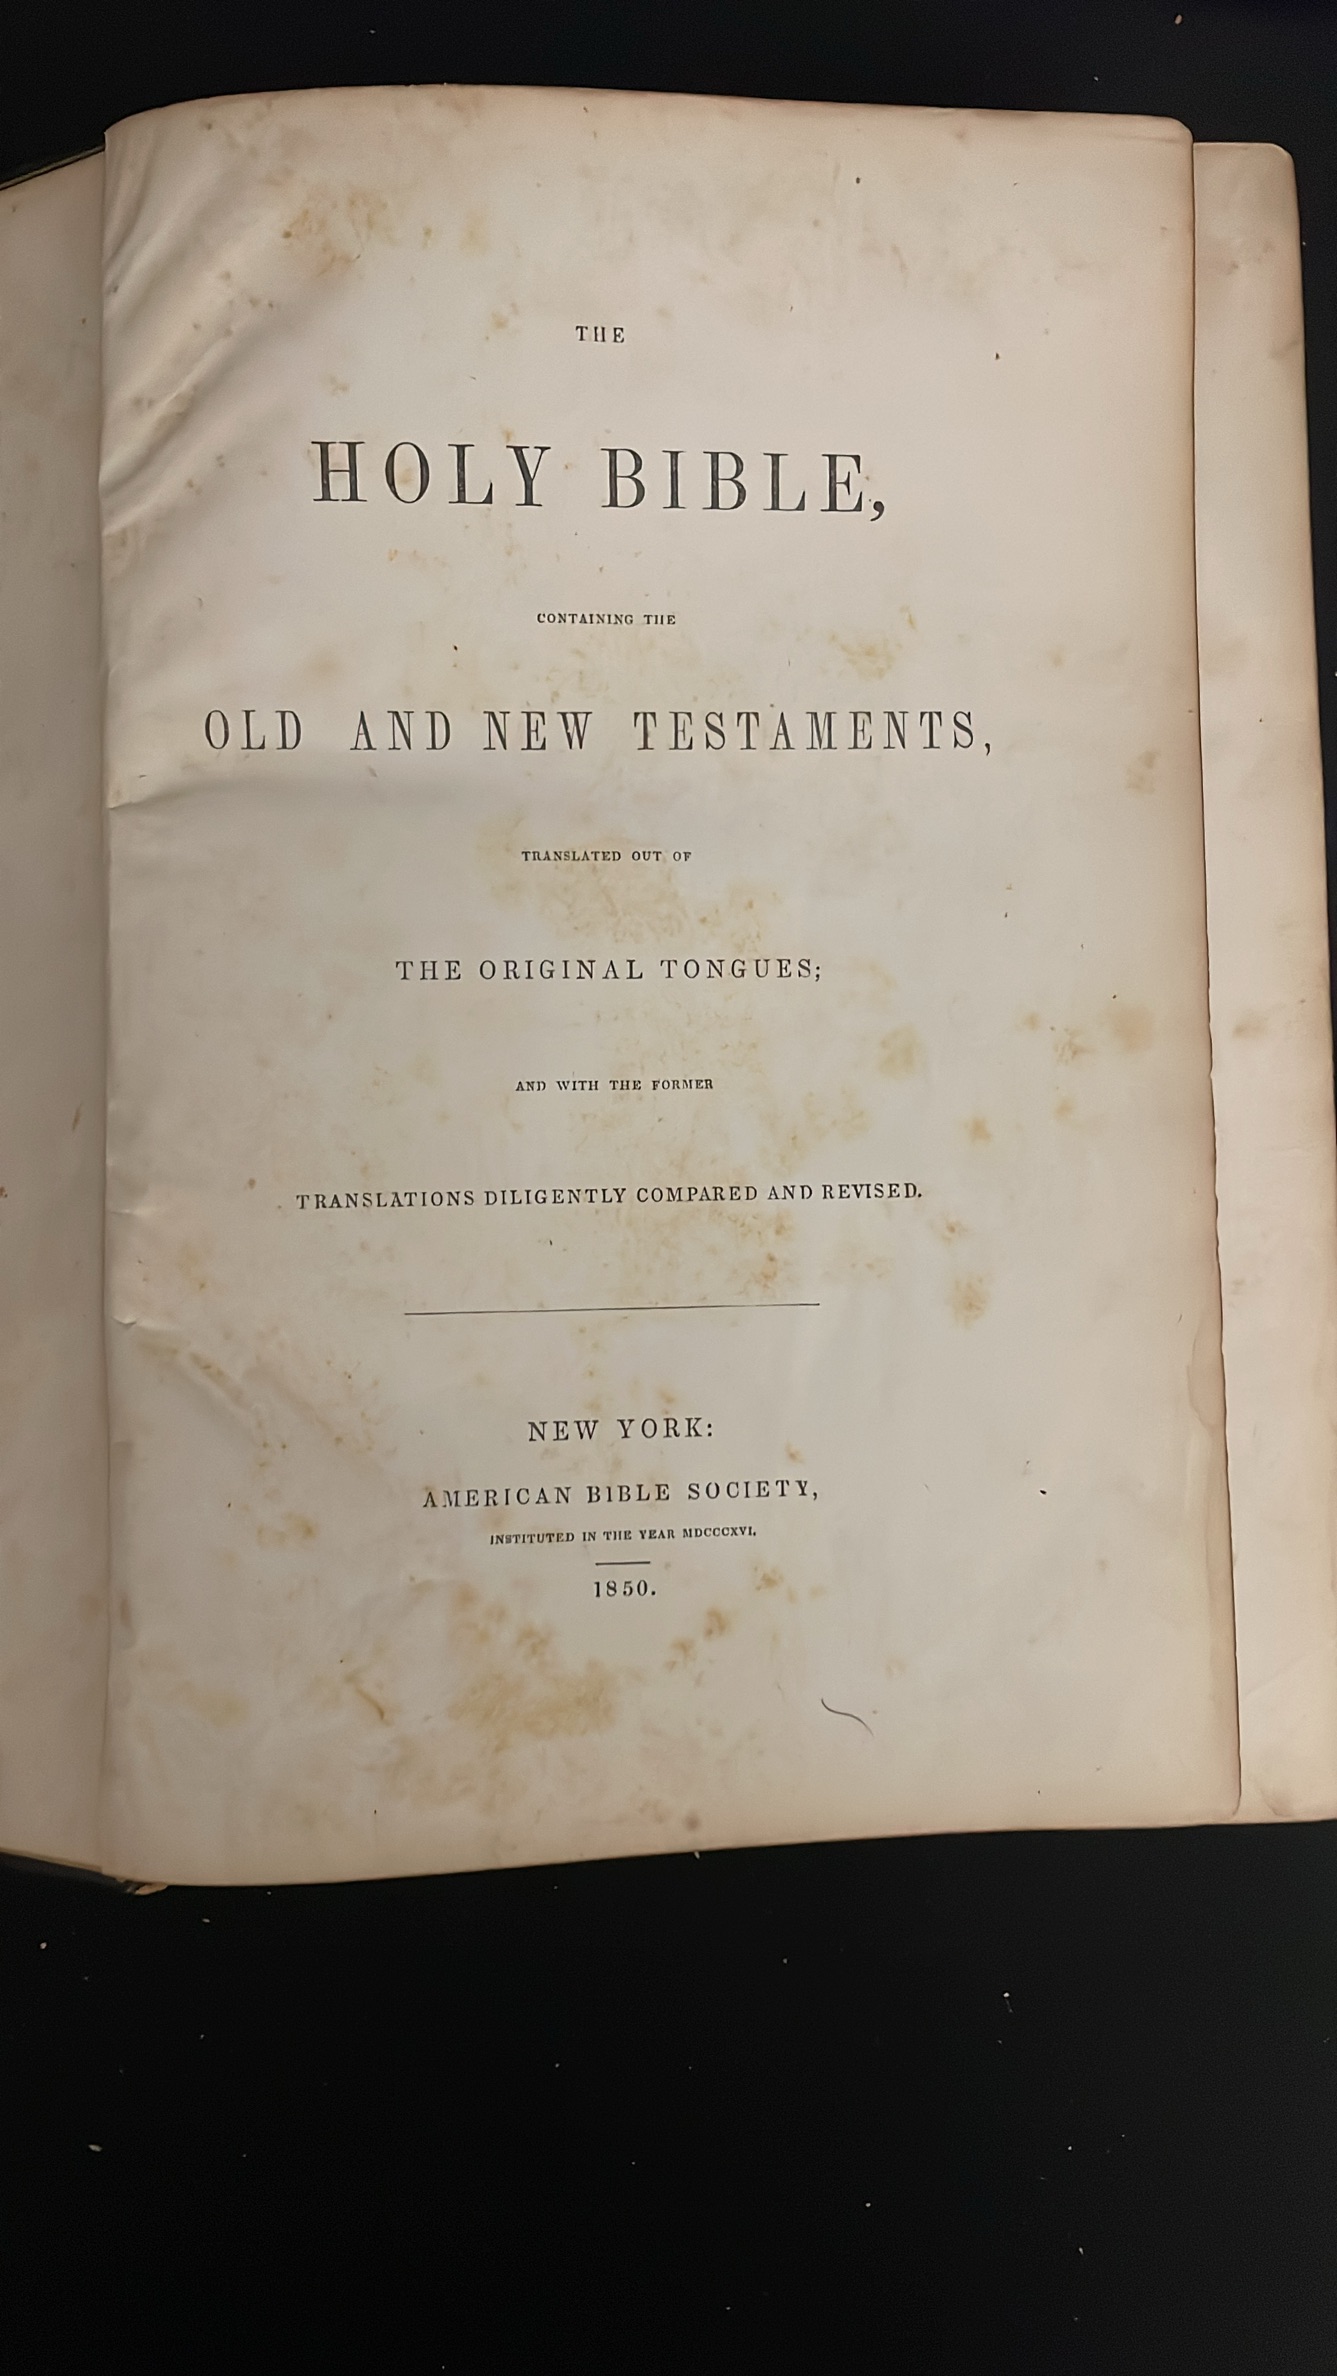 THE
HOLY BIBLE,
CONTAINING THE
OLD AND NEW TESTAMENTS,
TRANSLATED OUT OF
THE ORIGINAL TONGUES;
AND WITH THE FORMER
TRANSLATIONS DILIGENTLY COMPARED AND REVISED.
NEW YORK:
AMERICAN BIBLE SOCIETY,
INSTITUTED IN THE YEAR MDCCCXVI.
1850.